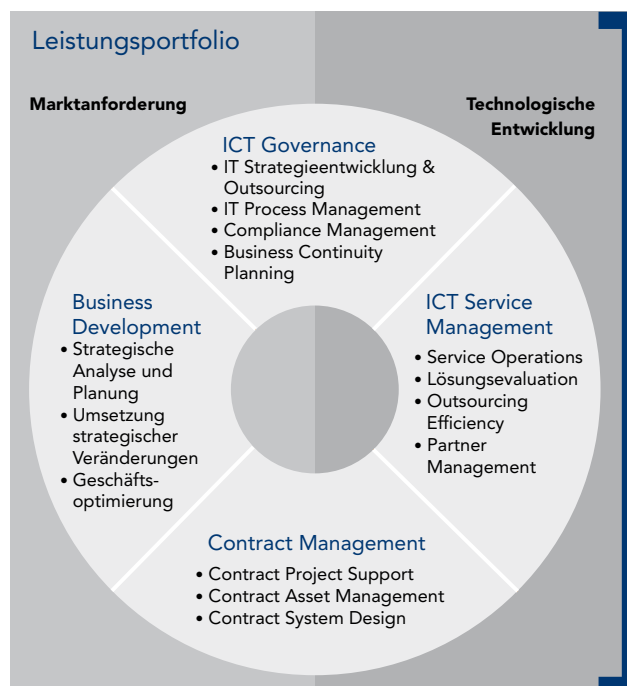 Leistungsportfolio
Marktanforderung
Technologische
Entwicklung
ICT Governance
• IT Strategieentwicklung &
Outsourcing
• IT Process Management
• Compliance Management
• Business Continuity
Planning
Business
Development
• Strategische
Analyse und
Planung
• Umsetzung
strategischer
Veränderungen
• Geschäfts-
optimierung
ICT Service
Management
• Service Operations
• Lösungsevaluation
• Outsourcing
Efficiency
• Partner
Management
Contract Management
• Contract Project Support
• Contract Asset Management
• Contract System Design